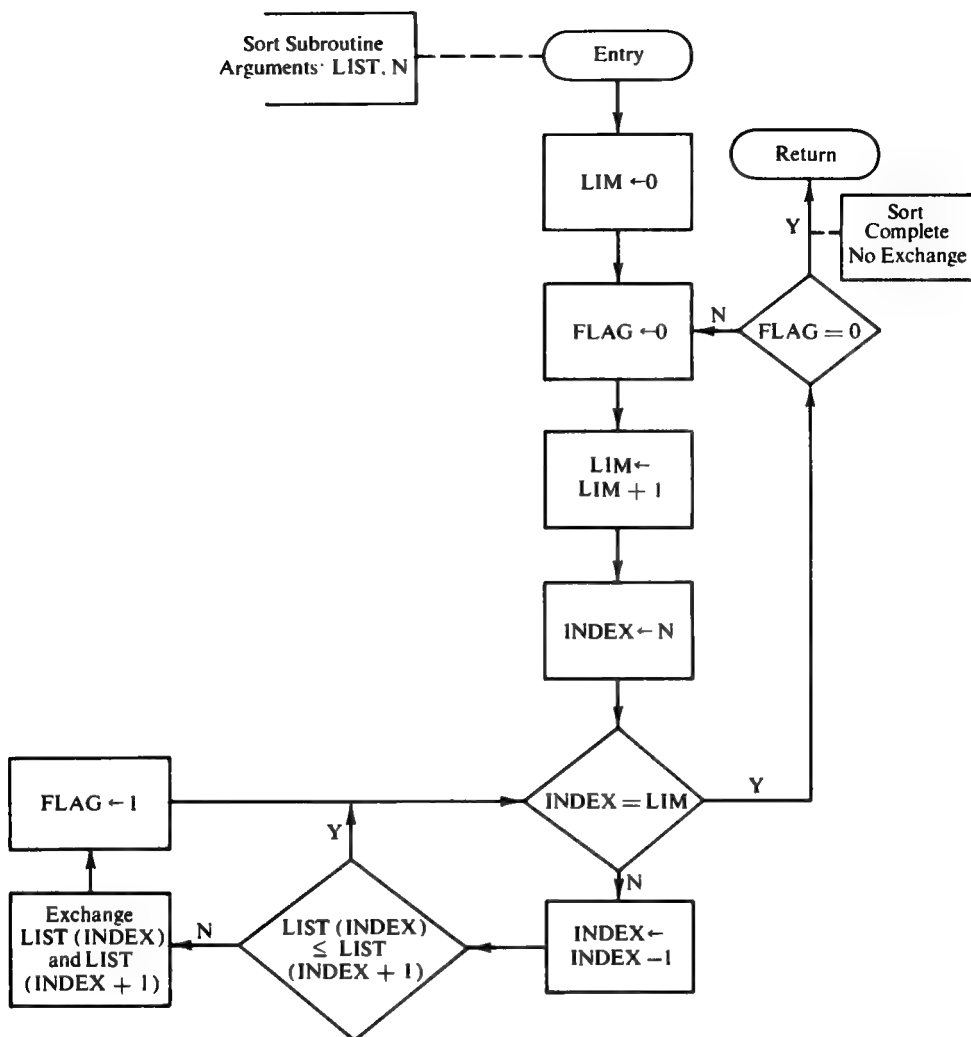 Sort Subroutine
Arguments· LIST, N
Entry
LIM ←0
Return
Y
Sort
Complete
No Exchange
FLAG ←0
N
FLAG = 0
LIM←
LIM + 1
INDEX ← N
FLAG ← 1
INDEX = LIM
Y
Y
N
Exchange
LIST (INDEX)
and LIST
(INDEX + 1)
N
LIST (INDEX)
≤ LIST
(INDEX + 1)
INDEX ←
INDEX −1